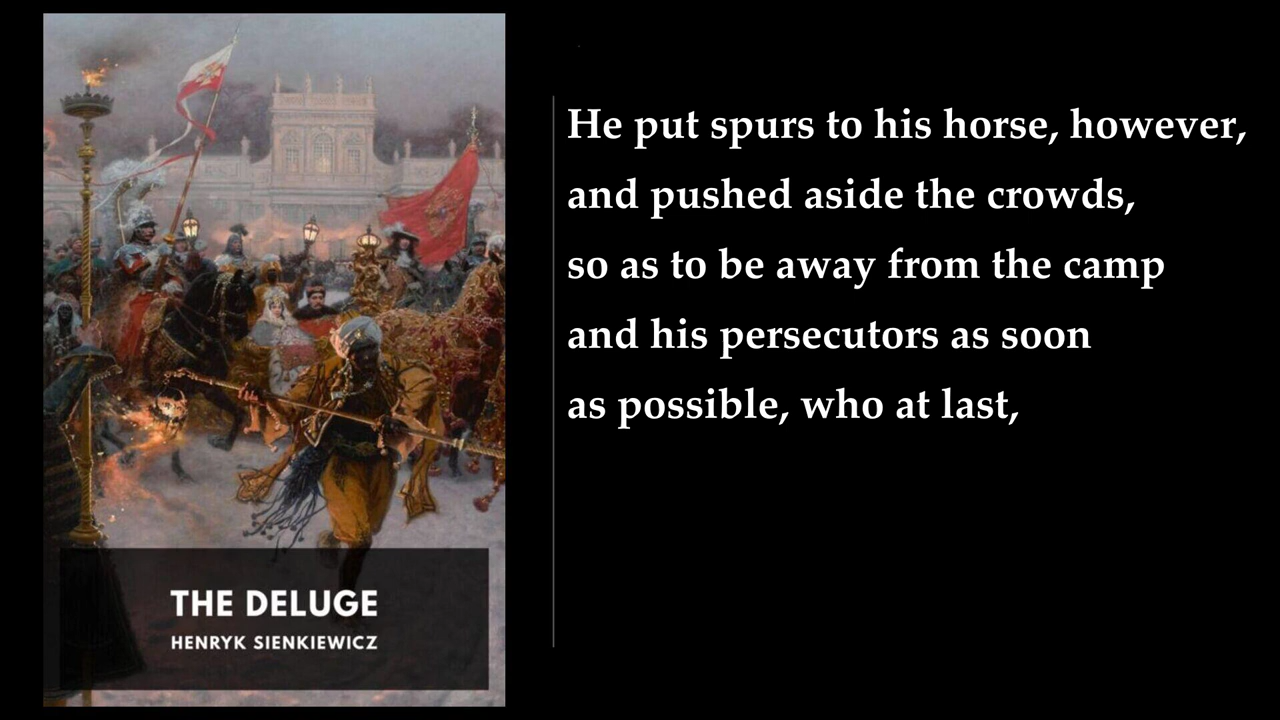 THE DELUGE
HENRYK SIENKIEWICZ
He put spurs to his horse, however,
and pushed aside the crowds,
so as to be away from the camp
and his persecutors as soon
as possible, who at last,